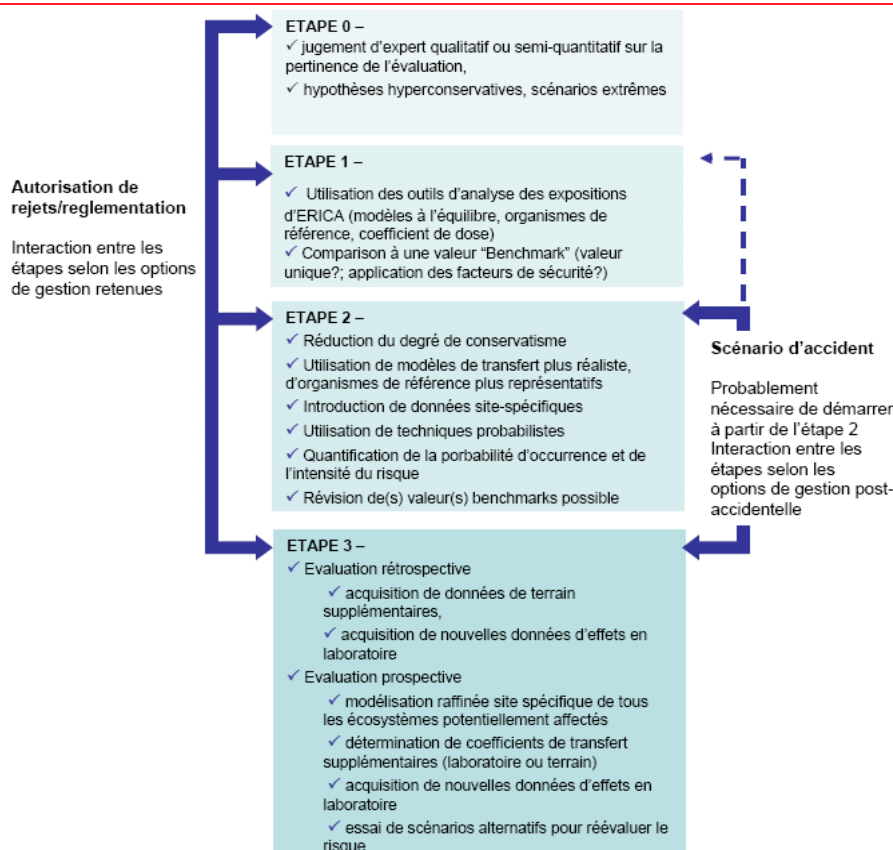 ETAPE 0 –
✓ jugement d'expert qualitatif ou semi-quantitatif sur la
pertinence de l'évaluation,
✓ hypothèses hyperconservatives, scénarios extrêmes
Autorisation de
rejets/reglementation
Interaction entre les
étapes selon les options
de gestion retenues
ETAPE 1 –
✓ Utilisation des outils d'analyse des expositions
d'ERICA (modèles à l'équilibre, organismes de
référence, coefficient de dose)
✓ Comparaison à une valeur "Benchmark" (valeur
unique?; application des facteurs de sécurité?)
ETAPE 2 –
✓ Réduction du degré de conservatisme
✓ Utilisation de modèles de transfert plus réaliste,
d'organismes de référence plus représentatifs
✓ Introduction de données site-spécifiques
✓ Utilisation de techniques probabilistes
✓ Quantification de la porbabilité d'occurrence et de
l'intensité du risque
✓ Révision de(s) valeur(s) benchmarks possible
Scénario d'accident
Probablement
nécessaire de démarrer
à partir de l'étape 2
Interaction entre les
étapes selon les
options de gestion post-
accidentelle
ETAPE 3 –
✓ Evaluation rétrospective
✓ acquisition de données de terrain
supplémentaires,
✓ acquisition de nouvelles données d'effets en
laboratoire
✓ Evaluation prospective
✓ modélisation raffinée site spécifique de tous
les écosystèmes potentiellement affectés
✓ détermination de coefficients de transfert
supplémentaires (laboratoire ou terrain)
✓ acquisition de nouvelles données d'effets en
laboratoire
✓ essai de scénarios alternatifs pour réévaluer le
risque